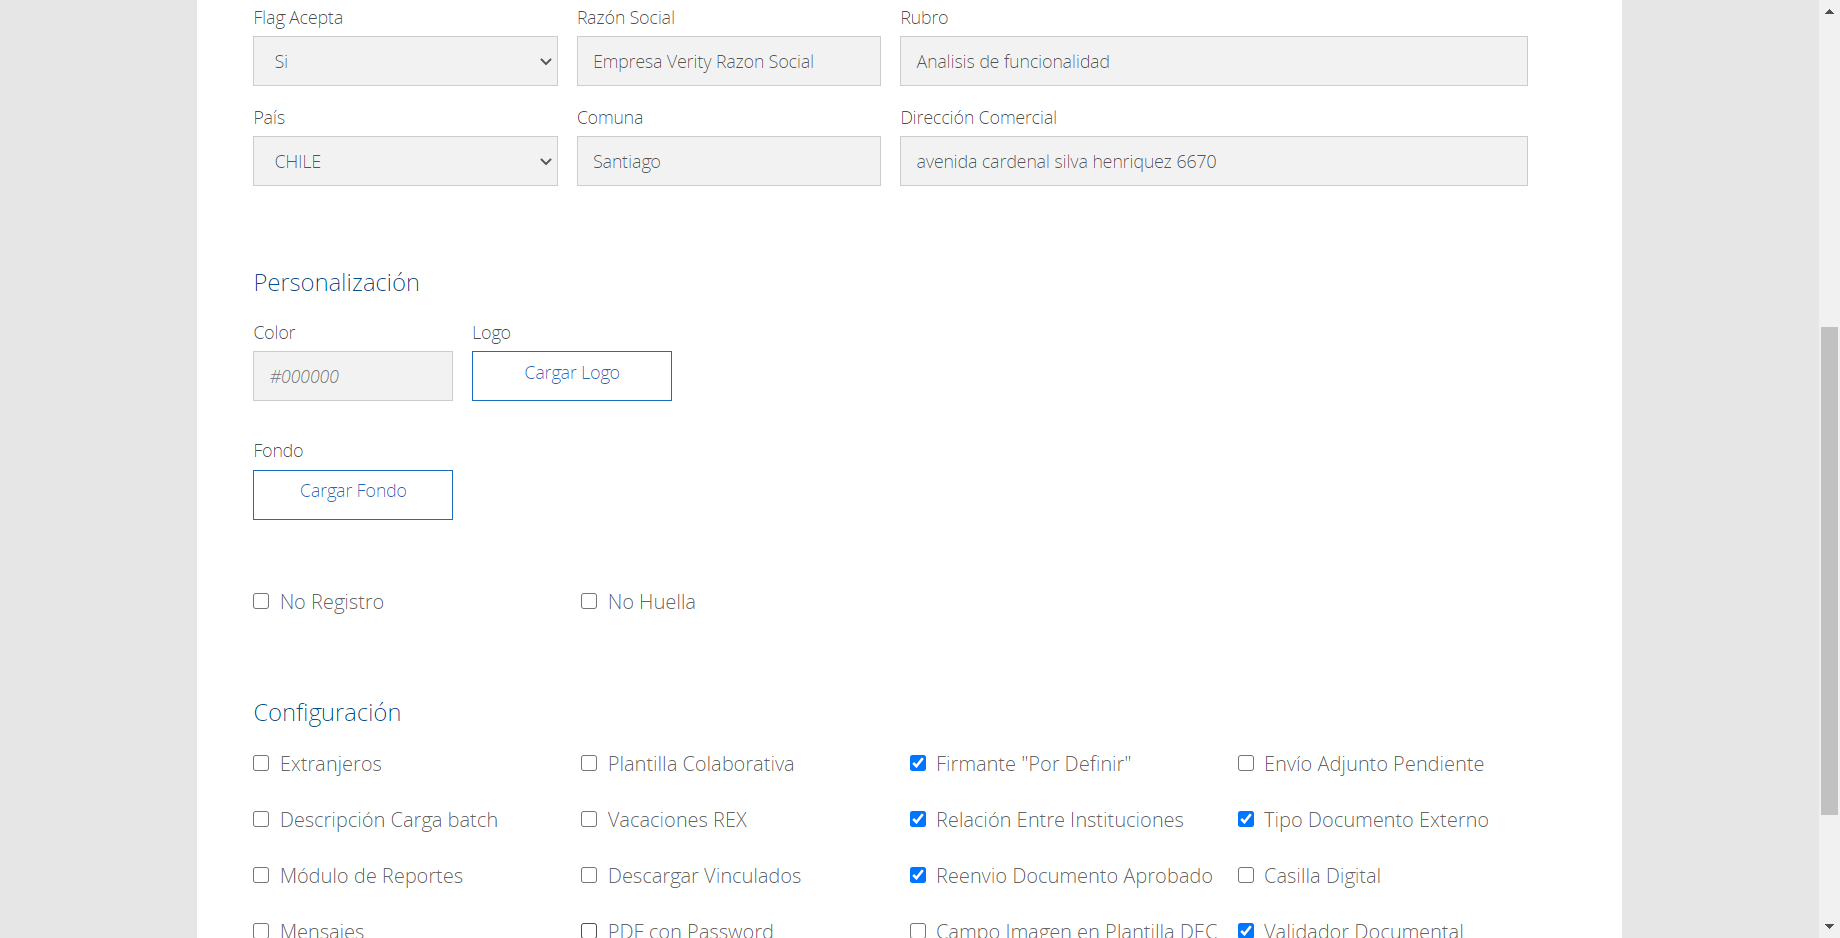 Flag Acepta
Razón Social
Rubro
Si
Empresa Verity Razon Social
Analisis de funcionalidad
País
Comuna
Dirección Comercial
CHILE
Santiago
avenida cardenal silva henriquez 6670
Personalización
Color
Logo
#000000
Cargar Logo
Fondo
Cargar Fondo
No Registro
No Huella
Configuración
Extranjeros
Plantilla Colaborativa
Firmante "Por Definir"
Envío Adjunto Pendiente
Descripción Carga batch
Vacaciones REX
Relación Entre Instituciones
Tipo Documento Externo
Módulo de Reportes
Descargar Vinculados
Reenvio Documento Aprobado
Casilla Digital
Mensajes
PDF con Password
Campo Imagen en Plantilla DEC
Validador Documental